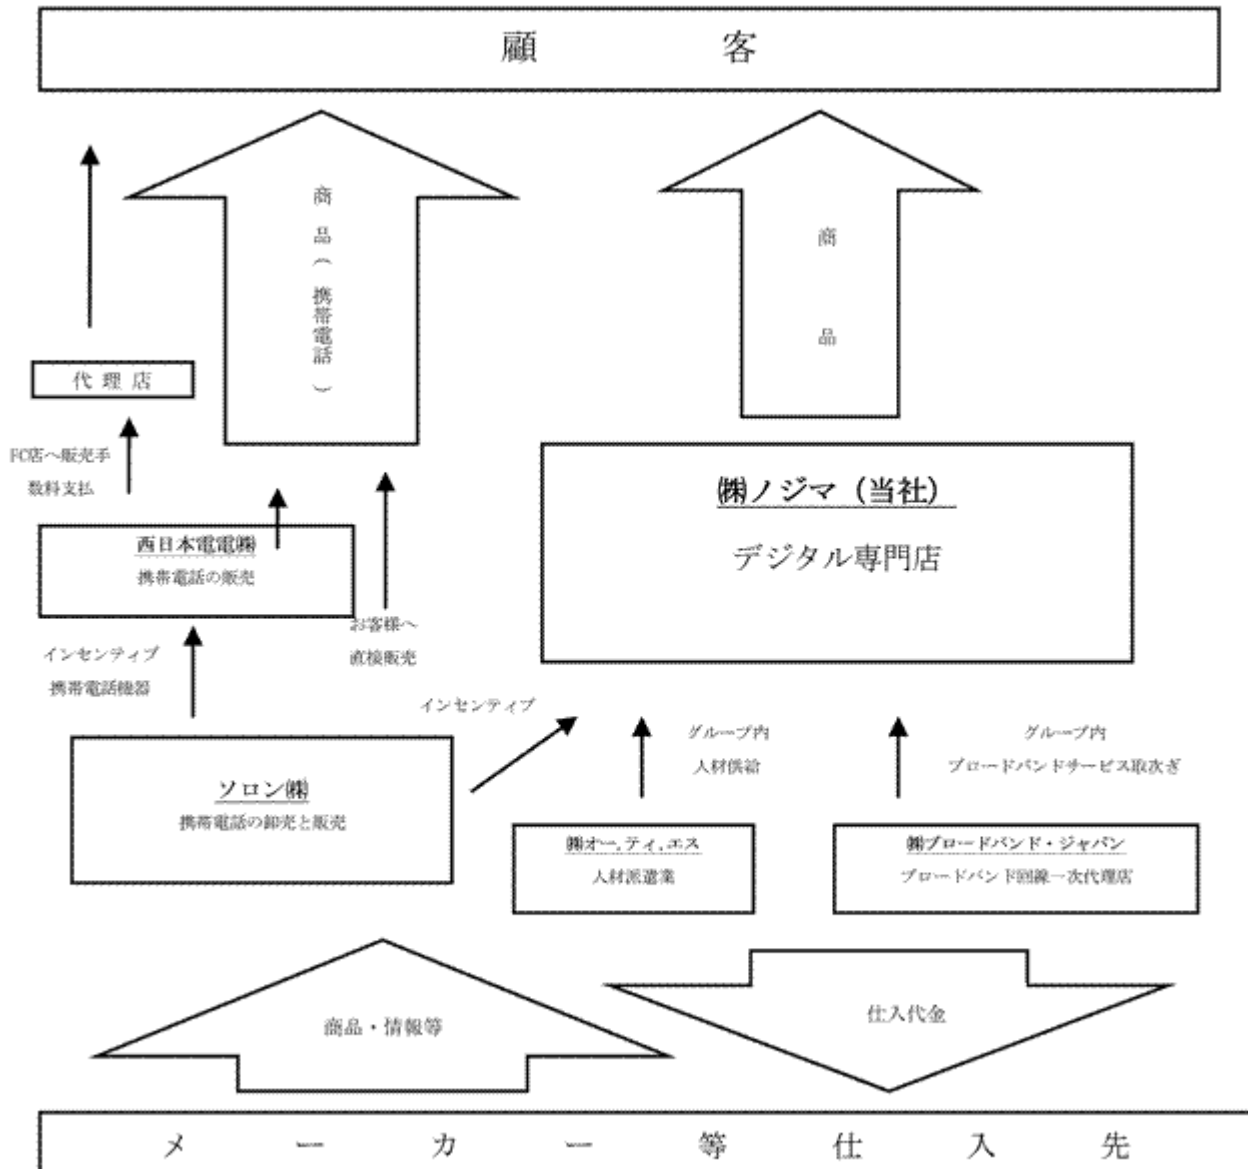 顧客
商品（携帯電話）
商品
代理店
FC店へ販売手
数料支払
㈱ノジマ（当社）
デジタル専門店
西日本電電㈱
携帯電話の販売
お客様へ
直接販売
インセンティブ
携帯電話機器
インセンティブ
グループ内
人材供給
グループ内
ブロードバンドサービス取次ぎ
ソロン㈱
携帯電話の卸売と販売
㈱オー.ティ.エス
人材派遣業
㈱ブロードバンド・ジャパン
ブロードバンド回線一次代理店
商品・情報等
仕入代金
メーカー等仕入先